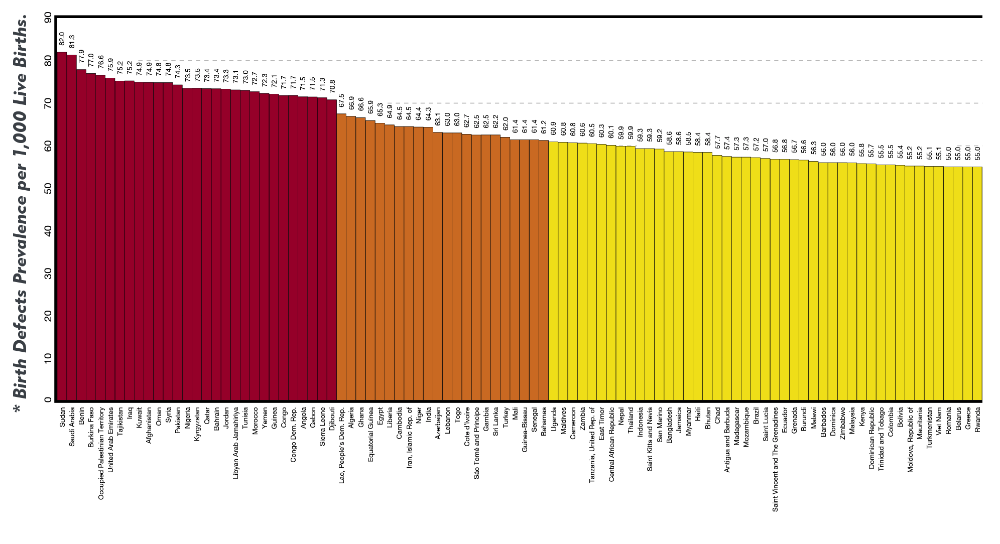 * Birth Defects Prevalence per 1,000 Live Births.
90
80
70
60
50
40
30
20
10
0
82.0
81.3
77.9
77.0
76.6
75.9
75.2
75.2
74.9
74.9
74.8
74.8
74.3
73.5
73.5
73.4
73.4
73.3
73.1
73.0
72.7
72.3
72.1
71.7
71.7
71.5
71.5
71.3
70.8
67.5
66.9
66.6
65.9
65.3
64.9
64.5
64.5
64.4
64.3
63.1
63.0
63.0
62.7
62.5
62.5
62.2
62.0
61.4
61.4
61.4
61.2
60.9
60.8
60.8
60.6
60.5
60.3
60.1
59.9
59.9
59.3
59.3
59.2
58.6
58.6
58.5
58.4
58.4
57.7
57.4
57.3
57.3
57.2
57.0
56.8
56.8
56.7
56.6
56.3
56.0
56.0
56.0
56.0
55.8
55.7
55.5
55.5
55.4
55.2
55.2
55.1
55.1
55.0
55.0
55.0
55.0
Sudan
Saudi Arabia
Benin
Burkina Faso
Occupied Palestinian Territory
United Arab Emirates
Tajikistan
Iraq
Kuwait
Afghanistan
Oman
Syria
Pakistan
Nigeria
Kyrgyzstan
Qatar
Bahrain
Jordan
Libyan Arab Jamahiriya
Tunisia
Morocco
Yemen
Guinea
Congo
Congo Dem. Rep.
Angola
Gabon
Sierra Leone
Djibouti
Lao, People's Dem. Rep.
Algeria
Ghana
Equatorial Guinea
Egypt
Liberia
Cambodia
Iran, Islamic Rep. of
Niger
India
Azerbaijan
Lebanon
Togo
Cote d'Ivoire
Sáo Tomé and Principe
Gambia
Sri Lanka
Turkey
Mali
Guinea-Bissau
Senegal
Bahamas
Uganda
Maldives
Cameroon
Zambia
Tanzania, United Rep. of
East Timor
Central African Republic
Nepal
Thailand
Indonesia
Saint Kitts and Nevis
San Marino
Bangladesh
Jamaica
Myanmar
Haiti
Bhutan
Chad
Antigua and Barbuda
Madagascar
Mozambique
Brazil
Saint Lucia
Saint Vincent and The Grenadines
Ecuador
Grenada
Burundi
Malawi
Barbados
Dominica
Zimbabwe
Malaysia
Kenya
Dominican Republic
Trinidad and Tobago
Colombia
Bolivia
Moldova, Republic of
Mauritania
Turkmenistan
Viet Nam
Romania
Belarus
Greece
Rwanda